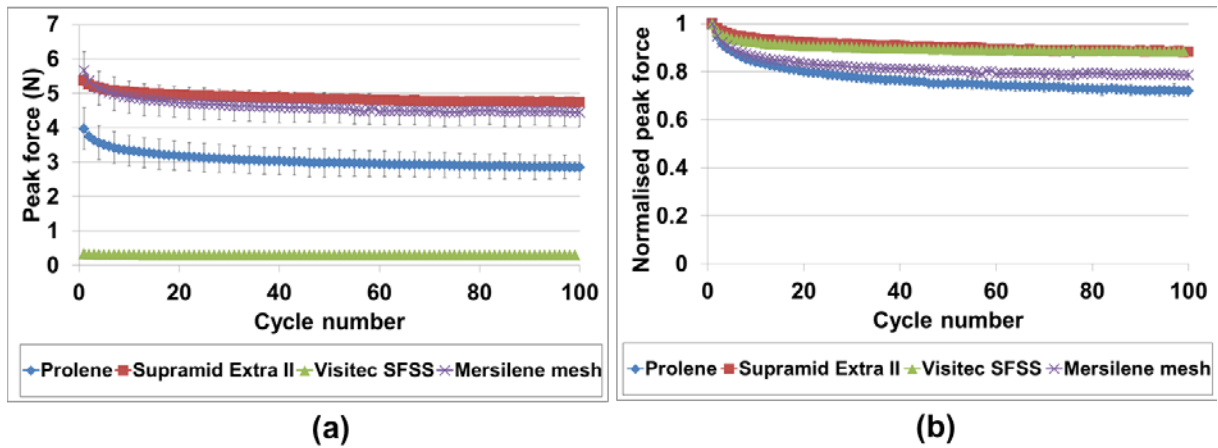 7
6
5
4
3
2
1
0
Peak force (N)
0 20 40 60 80 100
Cycle number
Prolene Supramid Extra II Visitec SFSS Mersilene mesh
(a)
1
0.8
0.6
0.4
0.2
0
Normalised peak force
0 20 40 60 80 100
Cycle number
Prolene Supramid Extra II Visitec SFSS Mersilene mesh
(b)